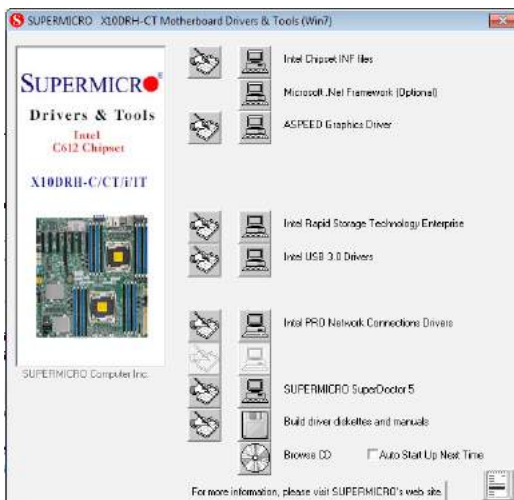 SUPERMICRO X10DRH-CT Motherboard Drivers & Tools (Win7)
SUPERMICRO
Drivers & Tools
Intel
C612 Chipset
X10DRH-C/CT/i/iT
SUPERMICRO Computer Inc.
Intel Chipset INF files
Microsoft .Net Framework (Optional)
ASPEED Graphics Driver
Intel Rapid Storage Technology Enterprise
Intel USB 3.0 Drivers
Intel PRO Network Connections Drivers
SUPERMICRO SuperDoctor 5
Build driver diskettes and manuals
Browse CD
Auto Start Up Next Time
For more information, please visit SUPERMICRO's web site